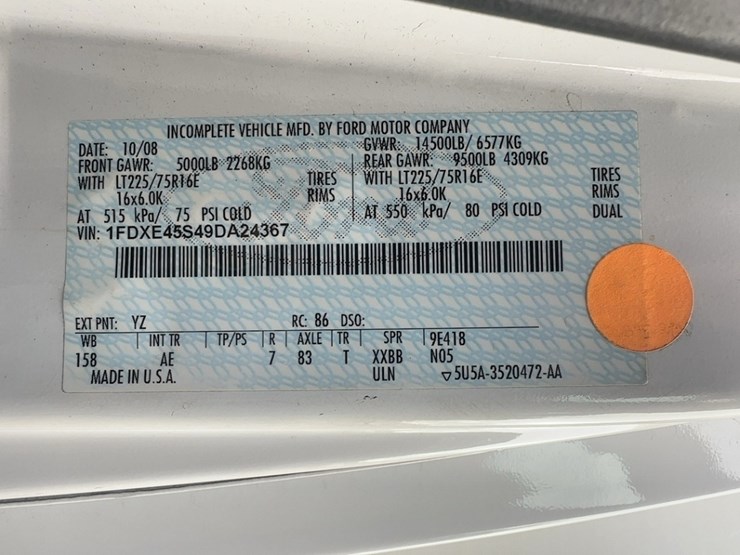 INCOMPLETE VEHICLE MFD. BY FORD MOTOR COMPANY
DATE: 10/08 GVWR: 14500LB/ 6577KG
FRONT GAWR: 5000LB 2268KG REAR GAWR: 9500LB 4309KG
WITH LT225/75R16E TIRES WITH LT225/75R16E TIRES
16x6.0K RIMS 16x6.0K RIMS
AT 515 kPa/ 75 PSI COLD AT 550 kPa/ 80 PSI COLD DUAL
VIN: 1FDXE45S49DA24367
EXT PNT: YZ RC: 86 DSO:
WB INT TR TP/PS R AXLE TR SPR 9E418
158 AE 7 83 T XXBB N05
MADE IN U.S.A. ULN ▽5U5A-3520472-AA